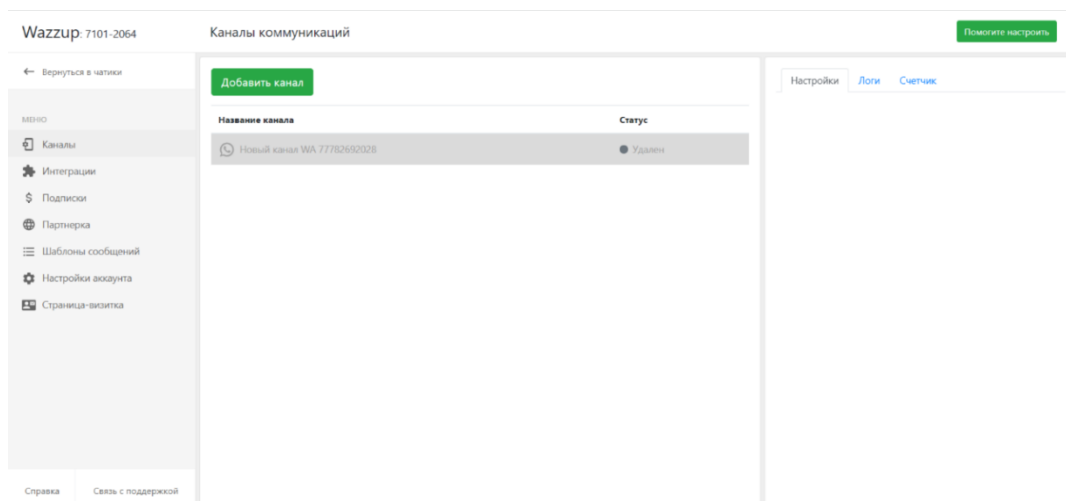 Wazzup: 7101-2064
Каналы коммуникаций
Помогите настроить
Вернуться в чатики
МЕНЮ
Каналы
Интеграции
Подписки
Партнерка
Шаблоны сообщений
Настройки аккаунта
Страница-визитка
Справка
Связь с поддержкой
Добавить канал
Название канала Статус
Новый канал WA 77782692028 Удален
Настройки Логи Счетчик